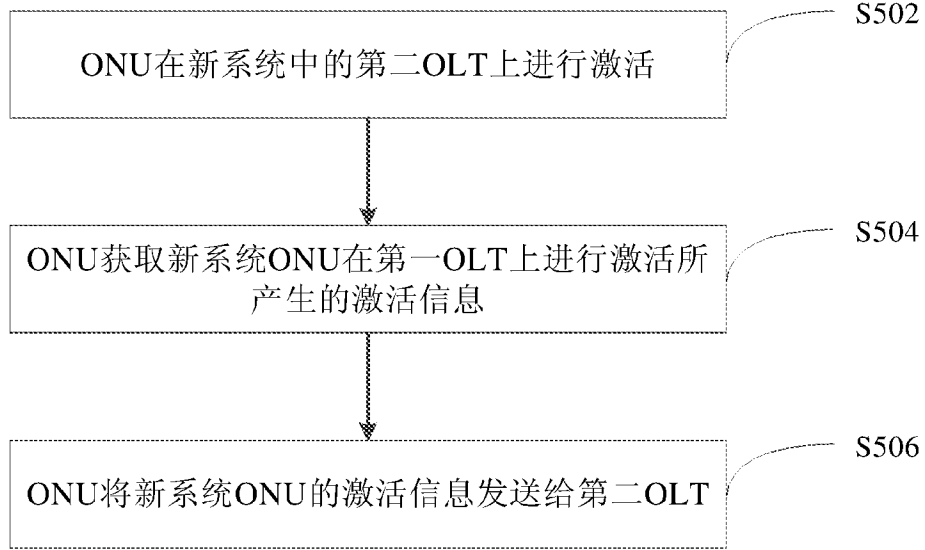 S502
ONU在新系统中的第二OLT上进行激活
S504
ONU获取新系统ONU在第一OLT上进行激活所
产生的激活信息
S506
ONU将新系统ONU的激活信息发送给第二OLT